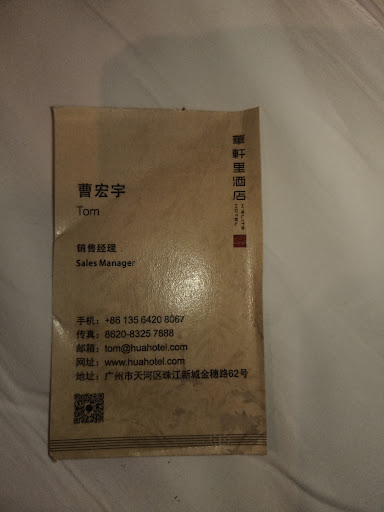 華軒里酒店
曹宏宇
Tom
销售经理
Sales Manager
手机：+86 135 6420 8067
传真：8620-8325 7888
邮箱：tom@huahotel.com
网址：www.huahotel.com
地址：广州市天河区珠江新城金穗路62号